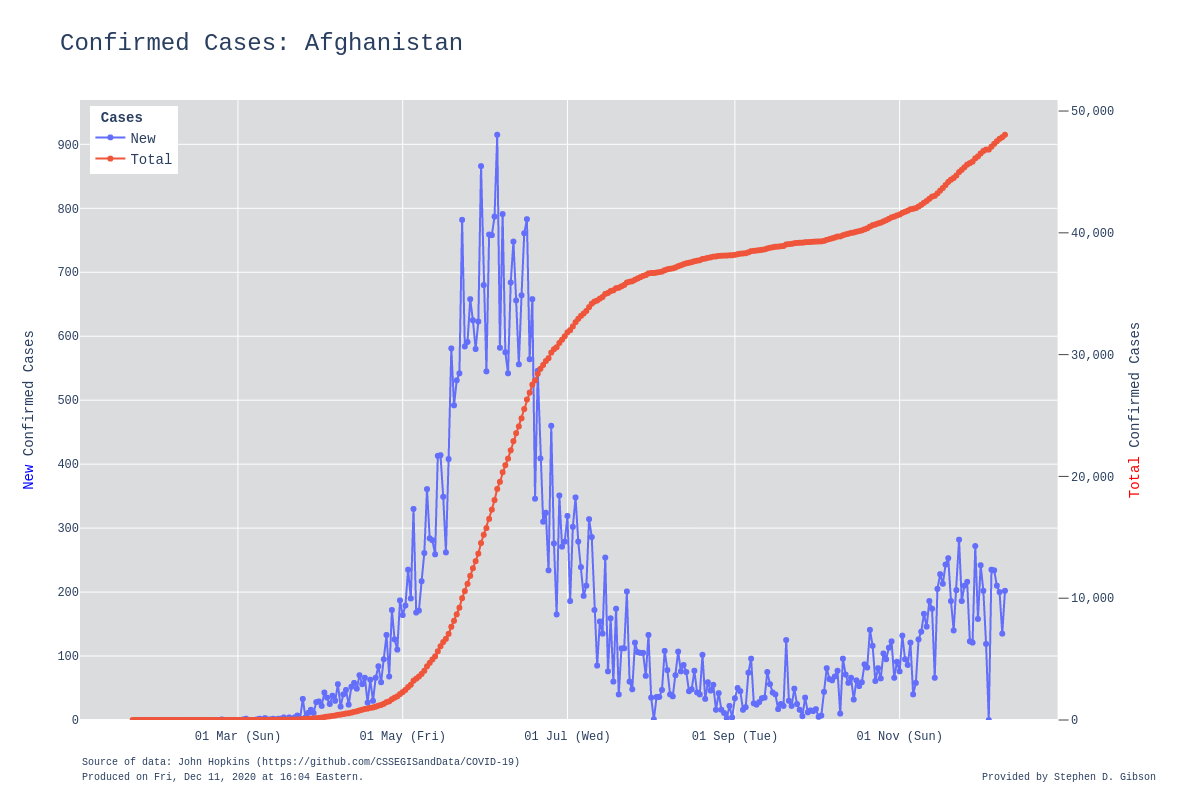 Confirmed Cases: Afghanistan
Cases
New
Total
900
800
700
600
500
400
300
200
100
0
New Confirmed Cases
50,000
40,000
30,000
20,000
10,000
0
Total Confirmed Cases
01 Mar (Sun) 01 May (Fri) 01 Jul (Wed) 01 Sep (Tue) 01 Nov (Sun)
Source of data: John Hopkins (https://github.com/CSSEGISandData/COVID-19)
Produced on Fri, Dec 11, 2020 at 16:04 Eastern.
Provided by Stephen D. Gibson